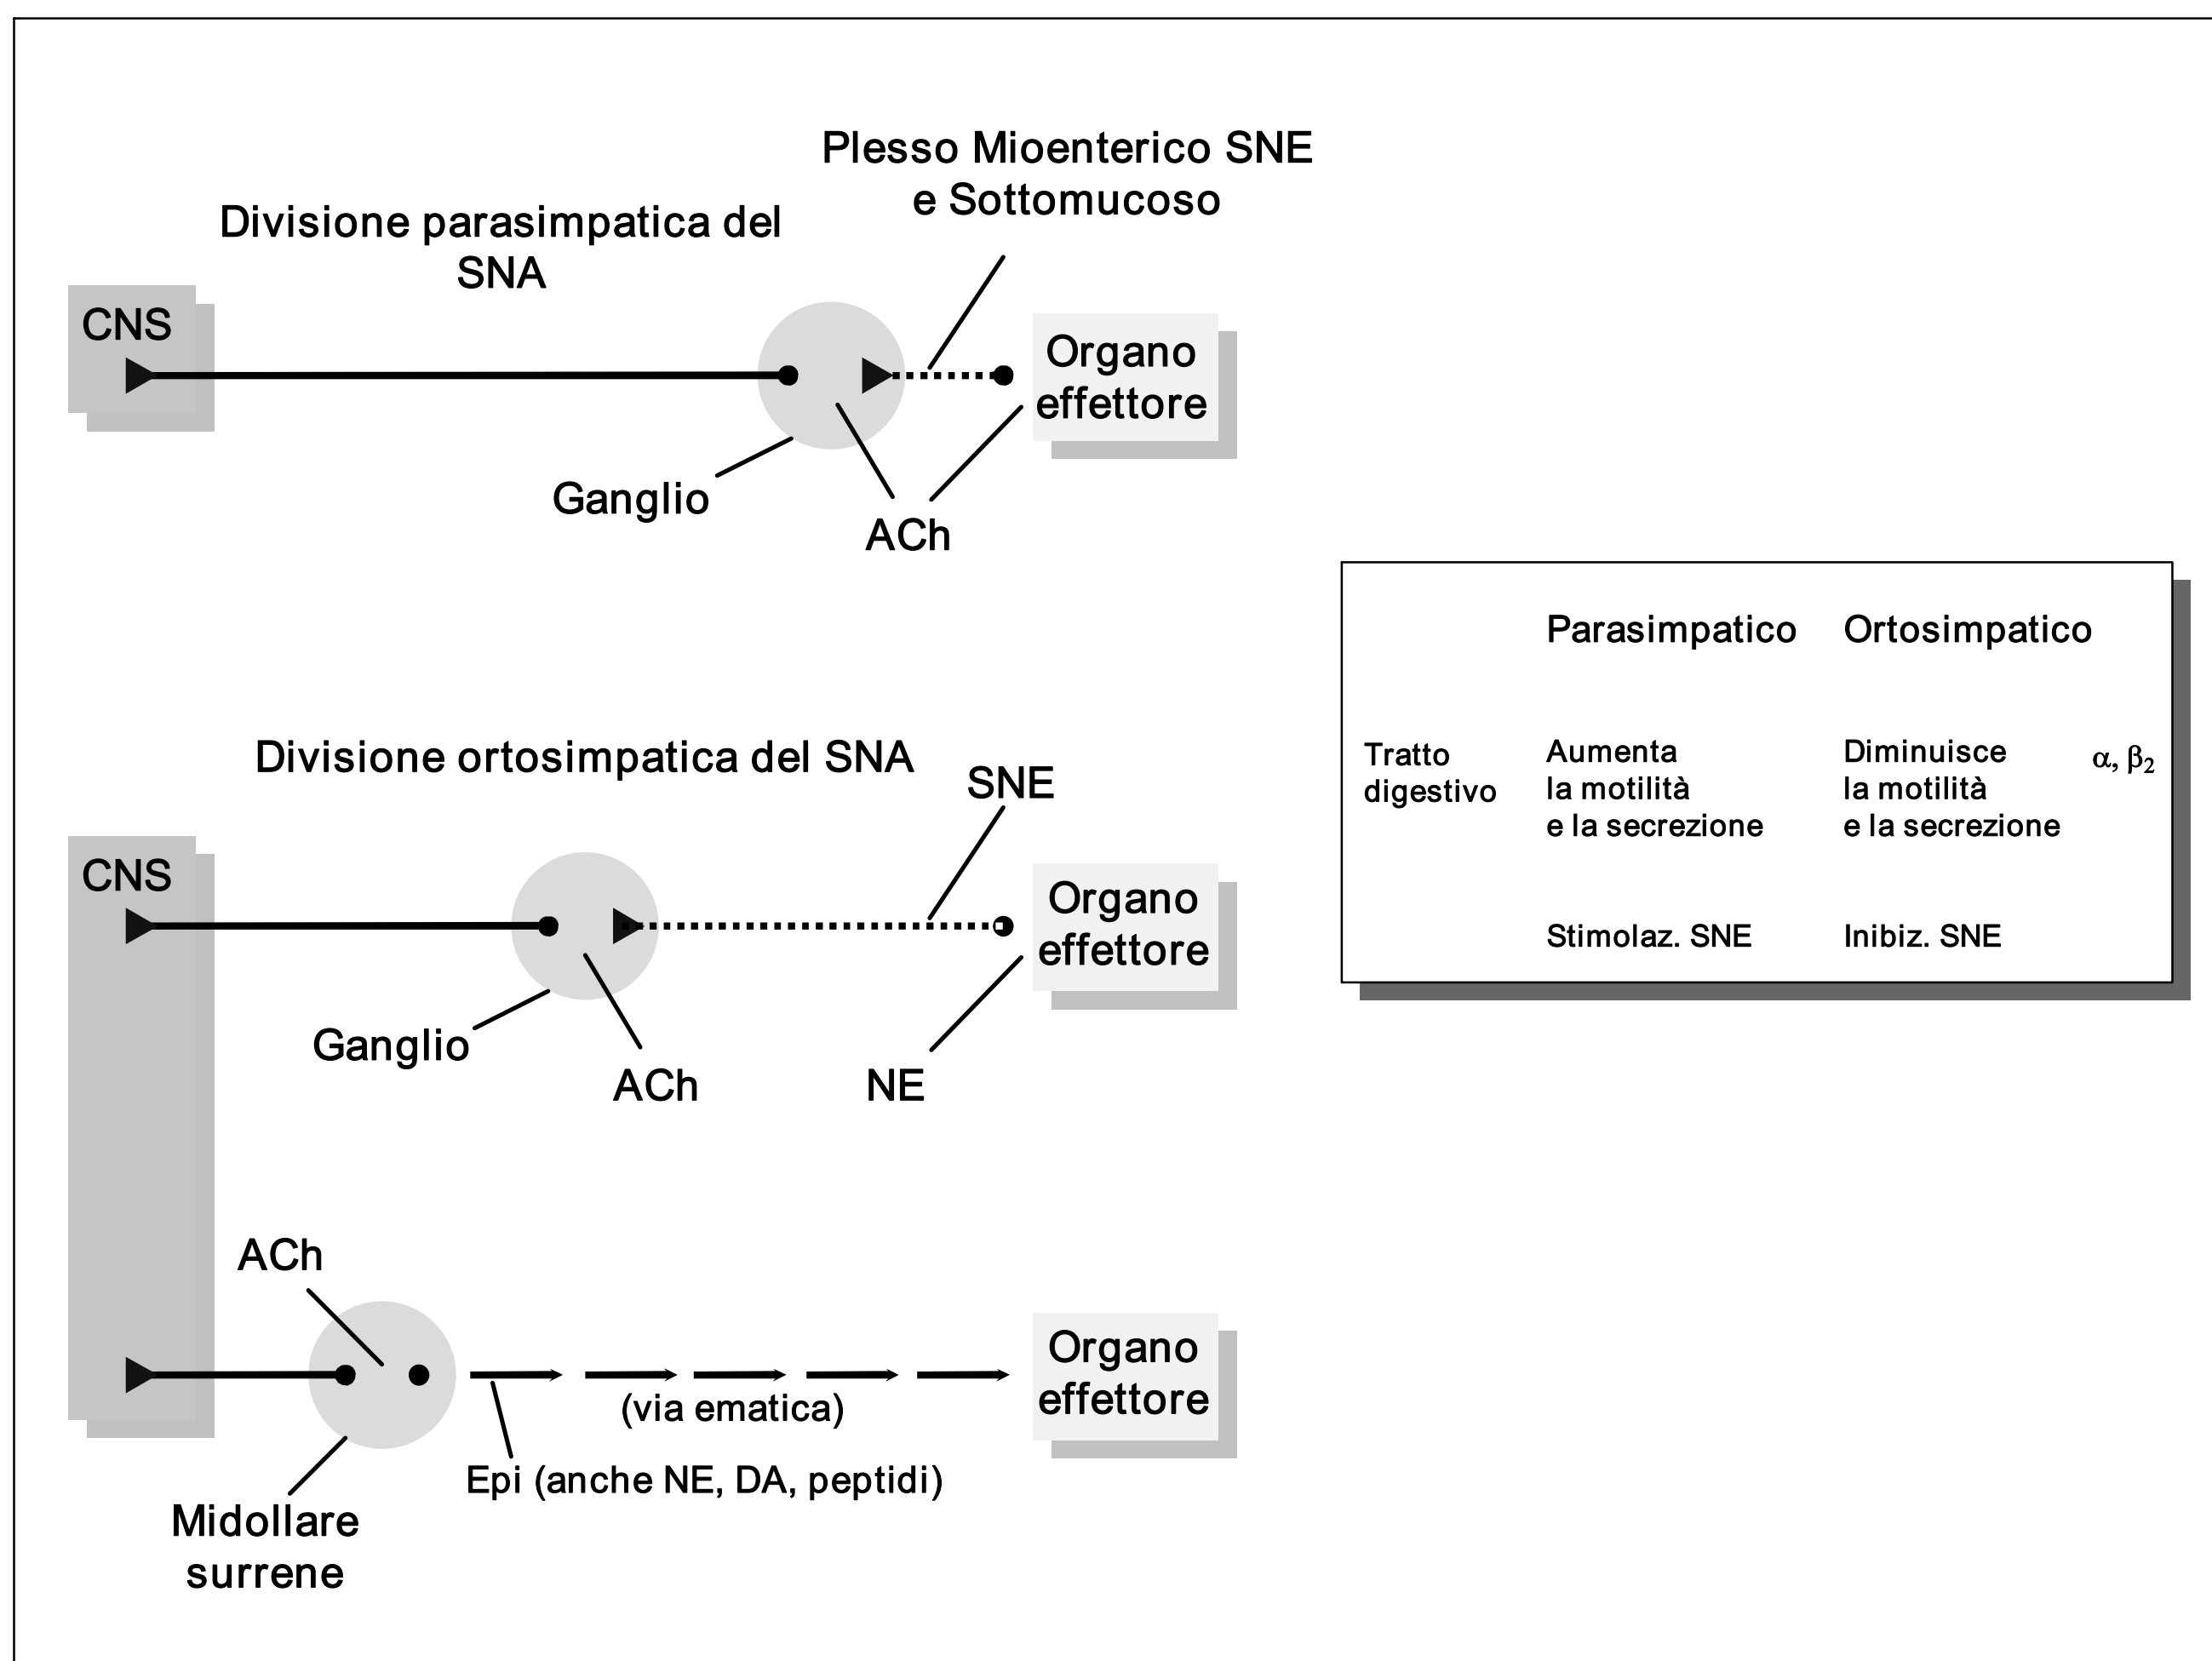 Plesso Mioenterico SNE
e Sottomucoso
Divisione parasimpatica del
SNA
CNS
Organo
effettore
Ganglio
ACh
Divisione ortosimpatica del SNA
SNE
CNS
Organo
effettore
Ganglio
ACh
NE
ACh
Organo
effettore
(via ematica)
Epi (anche NE, DA, peptidi)
Midollare
surrene
Parasimpatico Ortosimpatico
Tratto
digestivo
Aumenta
la motilità
e la secrezione
Diminuisce
la motilità
e la secrezione
α, β2
Stimolaz. SNE
Inibiz. SNE